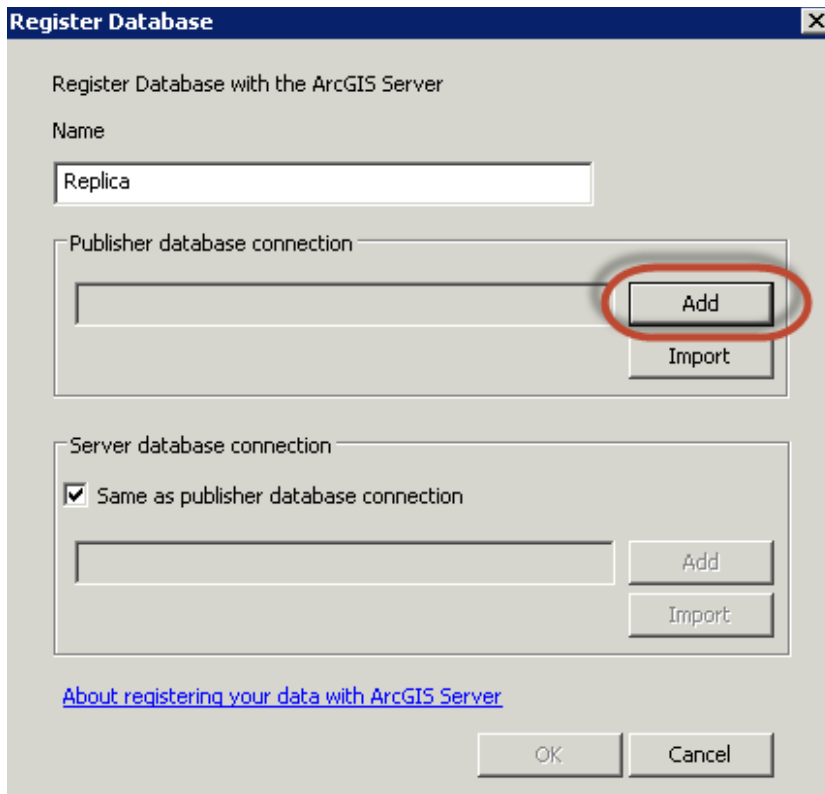 Register Database
Register Database with the ArcGIS Server
Name
Replica
Publisher database connection
Add
Import
Server database connection
Same as publisher database connection
Add
Import
About registering your data with ArcGIS Server
OK
Cancel